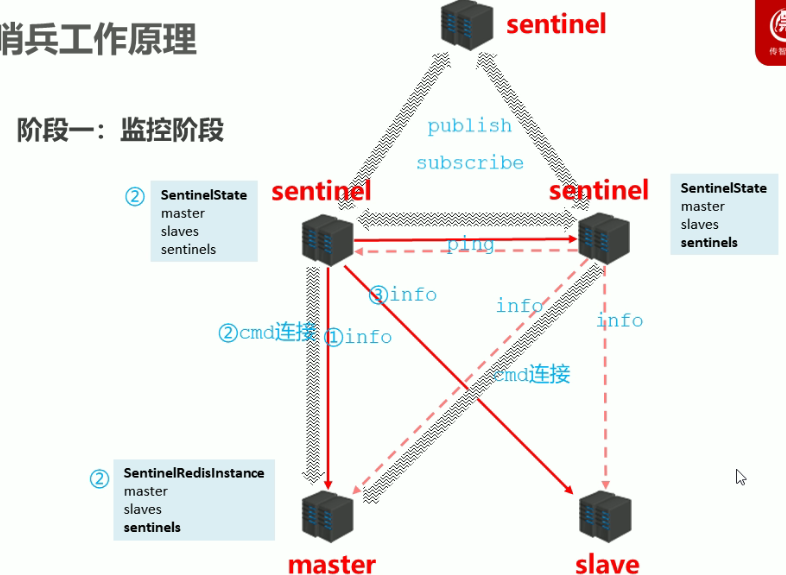 哨兵工作原理
sentinel
传智
阶段一：监控阶段
publish
subscribe
sentinel
sentinel
②
SentinelState
master
slaves
sentinels
SentinelState
master
slaves
sentinels
ping
③info
info
info
②cmd连接
①info
cmd连接
②
SentinelRedisInstance
master
slaves
sentinels
master
slave